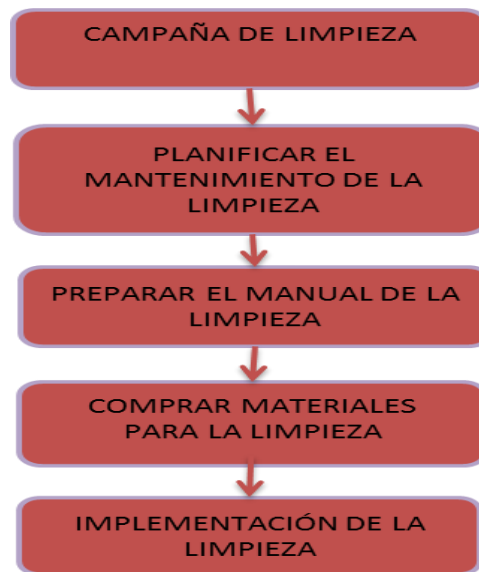 CAMPAÑA DE LIMPIEZA
PLANIFICAR EL
MANTENIMIENTO DE LA
LIMPIEZA
PREPARAR EL MANUAL DE LA
LIMPIEZA
COMPRAR MATERIALES
PARA LA LIMPIEZA
IMPLEMENTACIÓN DE LA
LIMPIEZA